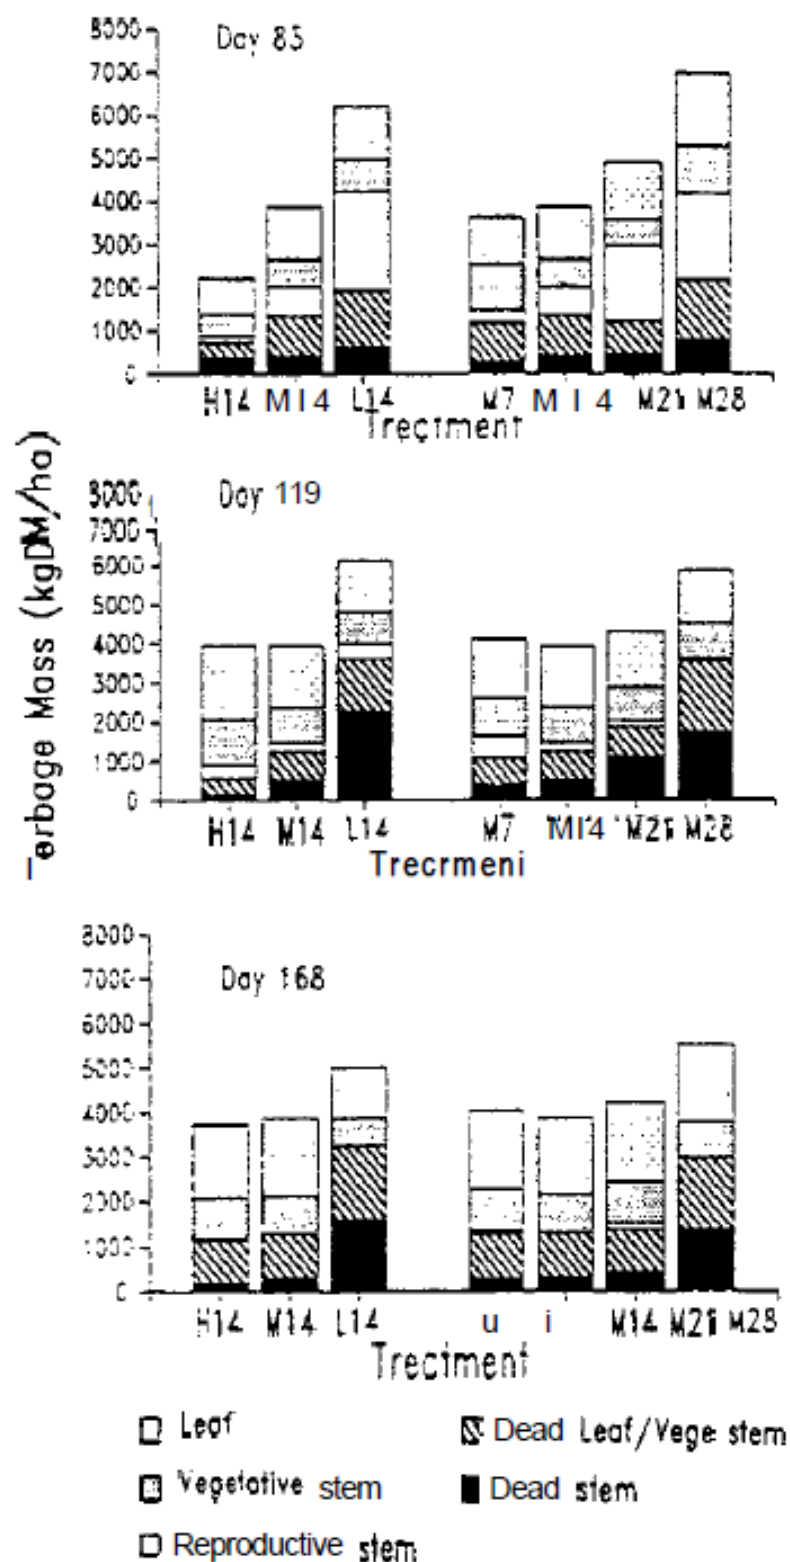 8000
Day 85
7000
6000
5000
4000
3000
2000
1000
0
H14 M14 L14 M7 M14 M21 M28
Treatment
8000
Day 119
7000
6000
5000
4000
3000
2000
1000
0
H14 M14 L14 M7 M14 M21 M28
Trecrmeni
erbage Mass (kgDM/ha)
8000
Day 168
7000
6000
5000
4000
3000
2000
1000
0
H14 M14 L14 u i M14 M21 M28
Treatment
Leaf
Dead Leaf/Vege stem
Vegetative stem
Dead stem
Reproductive stem